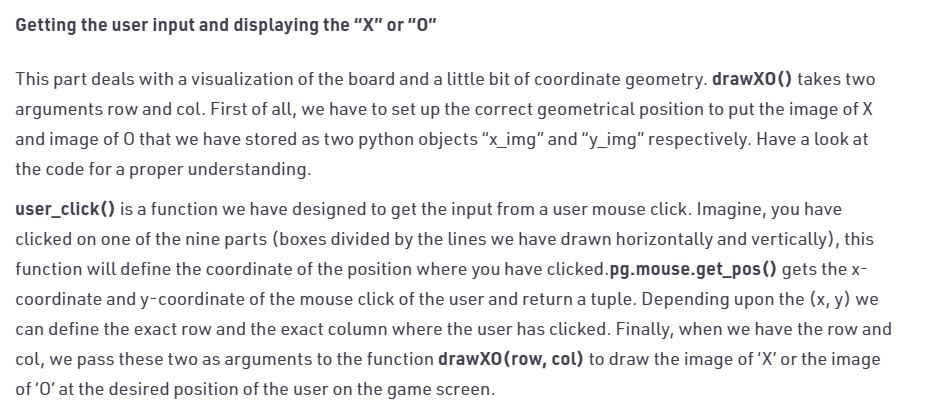 Getting the user input and displaying the “X” or “O”
This part deals with a visualization of the board and a little bit of coordinate geometry. drawXO() takes two
arguments row and col. First of all, we have to set up the correct geometrical position to put the image of X
and image of O that we have stored as two python objects “x_img” and “y_img” respectively. Have a look at
the code for a proper understanding.
user_click() is a function we have designed to get the input from a user mouse click. Imagine, you have
clicked on one of the nine parts (boxes divided by the lines we have drawn horizontally and vertically), this
function will define the coordinate of the position where you have clicked.pg.mouse.get_pos() gets the x-
coordinate and y-coordinate of the mouse click of the user and return a tuple. Depending upon the (x, y) we
can define the exact row and the exact column where the user has clicked. Finally, when we have the row and
col, we pass these two as arguments to the function drawXO(row, col) to draw the image of ‘X’ or the image
of ‘O’ at the desired position of the user on the game screen.